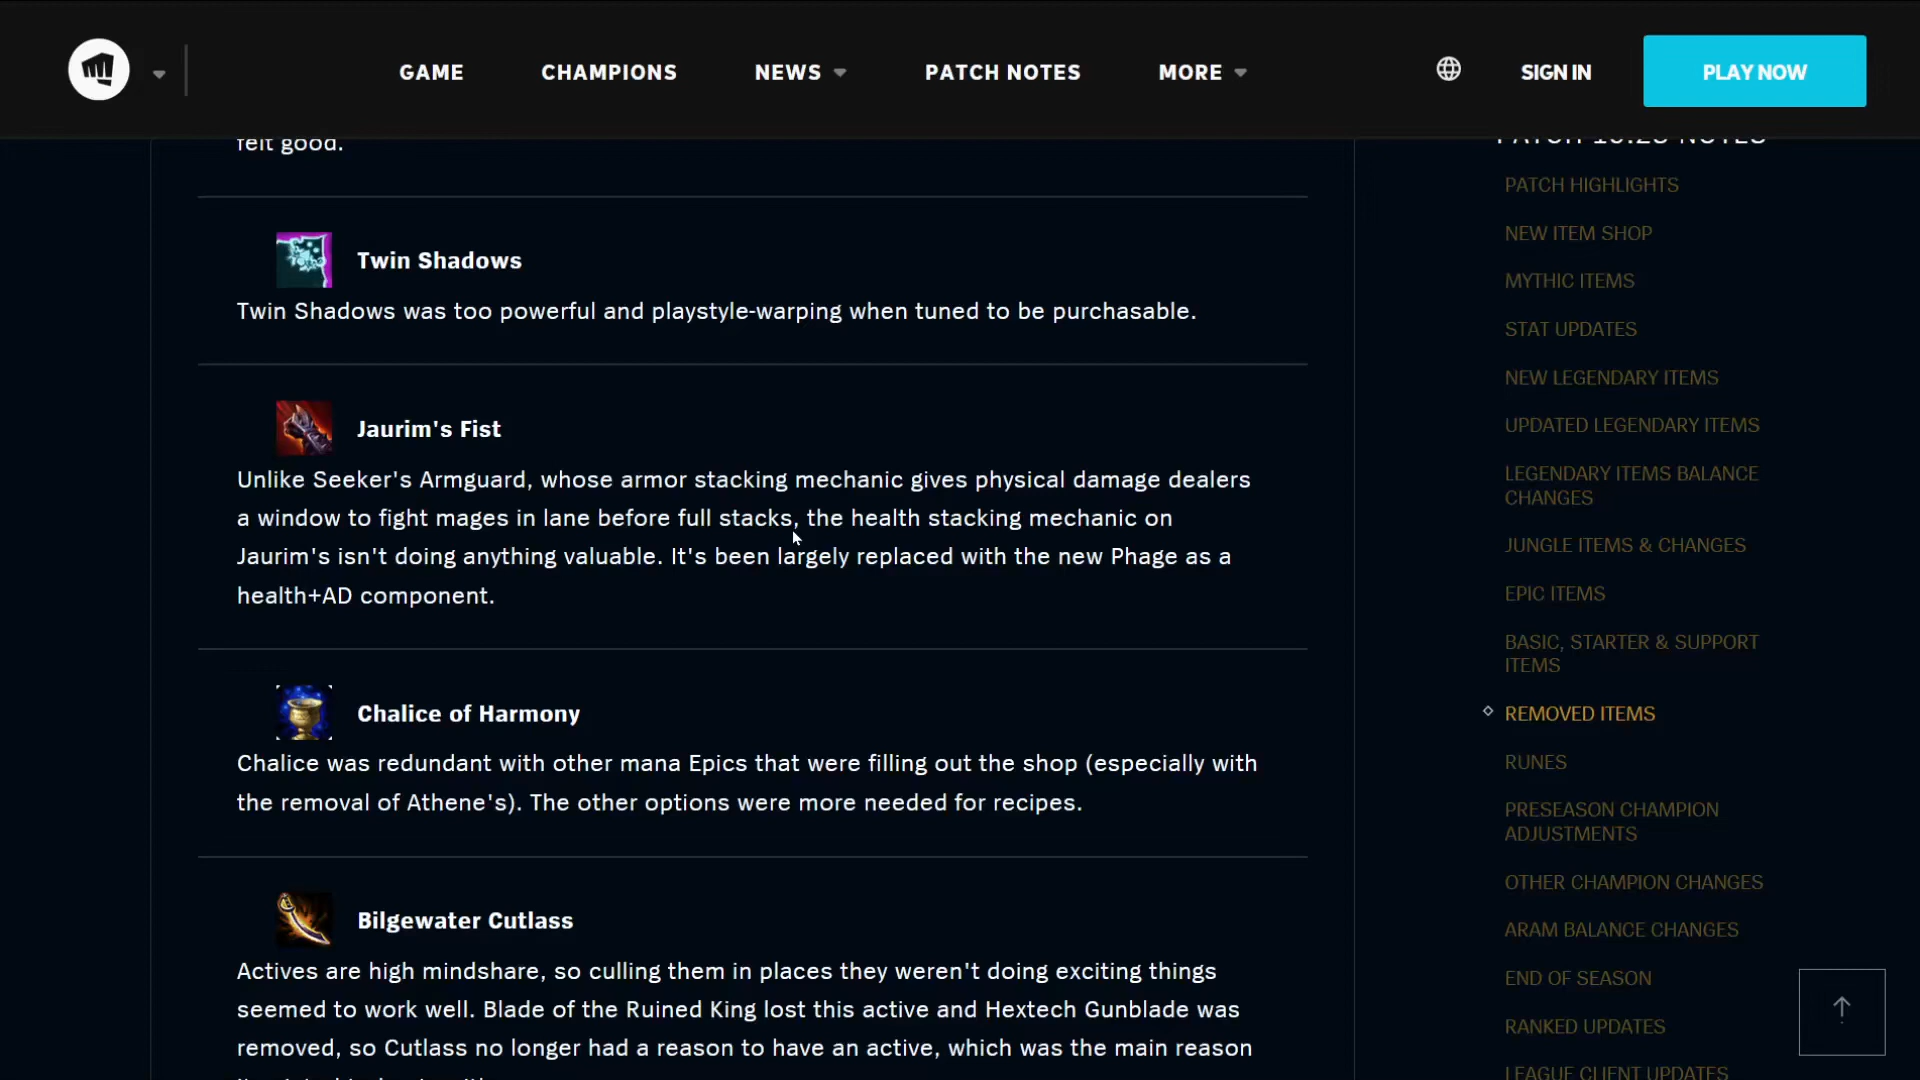 GAME
CHAMPIONS
NEWS
PATCH NOTES
MORE
SIGN IN
PLAY NOW
felt good.
Twin Shadows
Twin Shadows was too powerful and playstyle-warping when tuned to be purchasable.
Jaurim's Fist
Unlike Seeker's Armguard, whose armor stacking mechanic gives physical damage dealers
a window to fight mages in lane before full stacks, the health stacking mechanic on
Jaurim's isn't doing anything valuable. It's been largely replaced with the new Phage as a
health+AD component.
Chalice of Harmony
Chalice was redundant with other mana Epics that were filling out the shop (especially with
the removal of Athene's). The other options were more needed for recipes.
Bilgewater Cutlass
Actives are high mindshare, so culling them in places they weren't doing exciting things
seemed to work well. Blade of the Ruined King lost this active and Hextech Gunblade was
removed, so Cutlass no longer had a reason to have an active, which was the main reason
PATCH 10.23 NOTES
PATCH HIGHLIGHTS
NEW ITEM SHOP
MYTHIC ITEMS
STAT UPDATES
NEW LEGENDARY ITEMS
UPDATED LEGENDARY ITEMS
LEGENDARY ITEMS BALANCE
CHANGES
JUNGLE ITEMS & CHANGES
EPIC ITEMS
BASIC, STARTER & SUPPORT
ITEMS
REMOVED ITEMS
RUNES
PRESEASON CHAMPION
ADJUSTMENTS
OTHER CHAMPION CHANGES
ARAM BALANCE CHANGES
END OF SEASON
RANKED UPDATES
LEAGUE CLIENT UPDATES